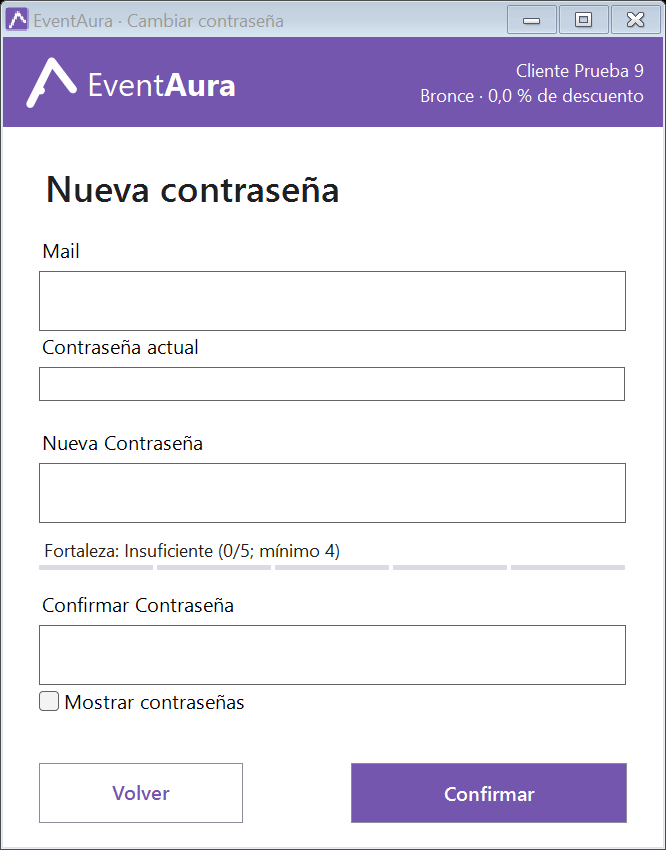 EventAura · Cambiar contraseña
EventAura
Cliente Prueba 9
Bronce · 0,0 % de descuento
Nueva contraseña
Mail
Contraseña actual
Nueva Contraseña
Fortaleza: Insuficiente (0/5; mínimo 4)
Confirmar Contraseña
Mostrar contraseñas
Volver
Confirmar